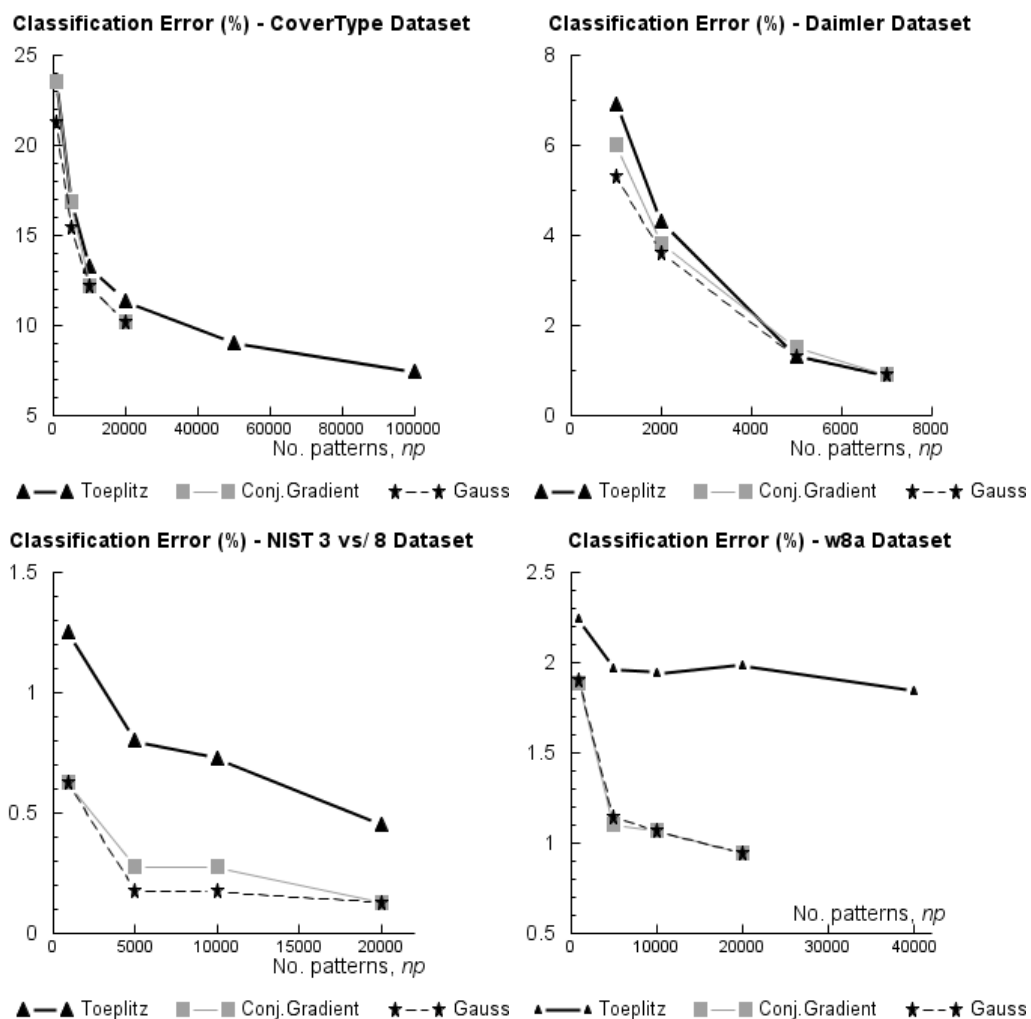 Classification Error (%) - CoverType Dataset
25
20
15
10
5
0 20000 40000 60000 80000 100000
No. patterns, np
Toeplitz Conj.Gradient Gauss
Classification Error (%) - Daimler Dataset
8
6
4
2
0
0 2000 4000 6000 8000
No. patterns, np
Toeplitz Conj.Gradient Gauss
Classification Error (%) - NIST 3 vs/ 8 Dataset
1.5
1
0.5
0
0 5000 10000 15000 20000
No. patterns, np
Toeplitz Conj.Gradient Gauss
Classification Error (%) - w8a Dataset
2.5
2
1.5
1
0.5
No. patterns, np
0 10000 20000 30000 40000
Toeplitz Conj.Gradient Gauss